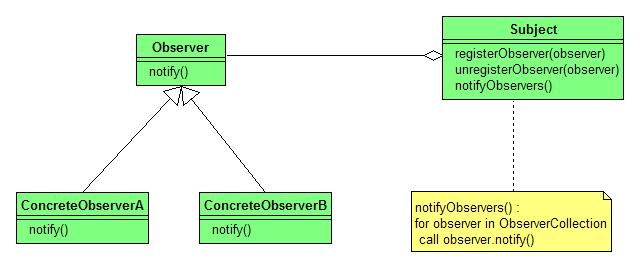 Observer
notify()
Subject
registerObserver(observer)
unregisterObserver(observer)
notifyObservers()
ConcreteObserverA
notify()
ConcreteObserverB
notify()
notifyObservers() :
for observer in ObserverCollection
call observer.notify()